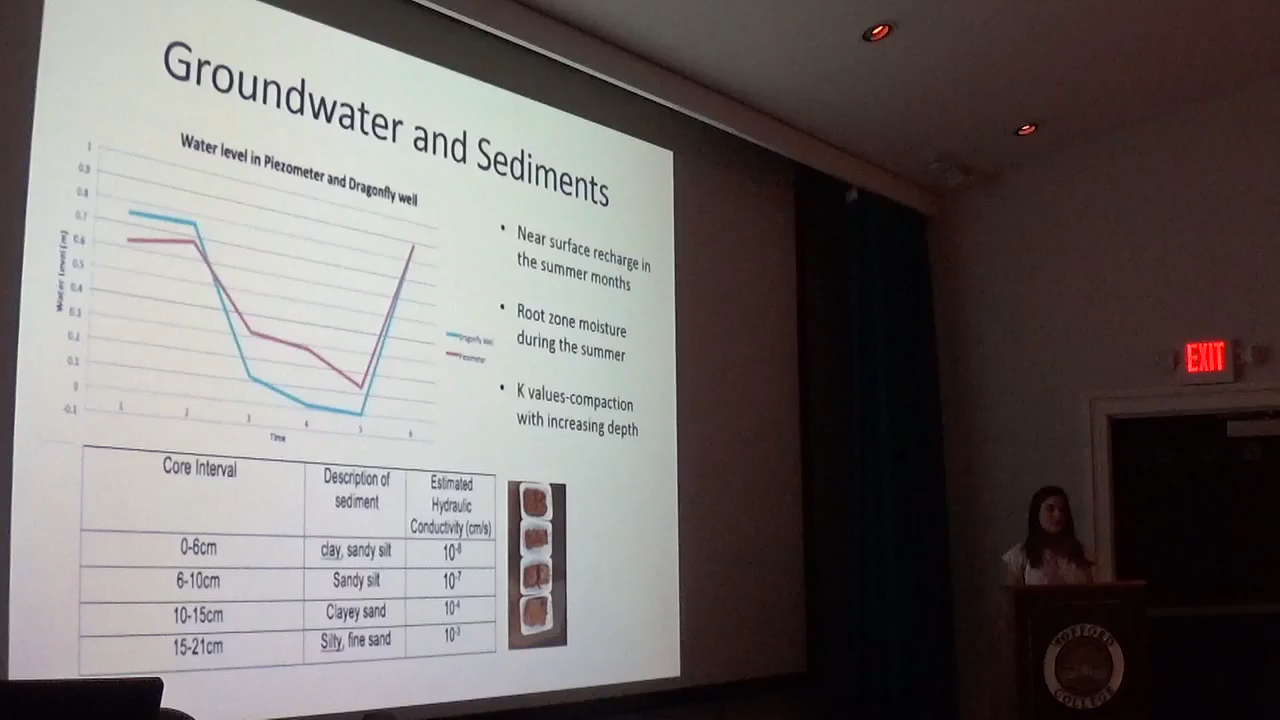 Groundwater and Sediments
Water level in Piezometer and Dragonfly well
1
0.9
0.8
0.7
0.6
0.5
0.4
0.3
0.2
0.1
0
-0.1
Water Level (m)
1 2 3 4 5 6
Time
Dragonfly Well
Piezometer
• Near surface recharge in
the summer months
• Root zone moisture
during the summer
• K values-compaction
with increasing depth
Core Interval
Description of
sediment
Estimated
Hydraulic
Conductivity (cm/s)
0-6cm clay, sandy silt 10-8
6-10cm Sandy silt 10-7
10-15cm Clayey sand 10-4
15-21cm Silty, fine sand 10-3
EXIT
WOFFORD
COLLEGE